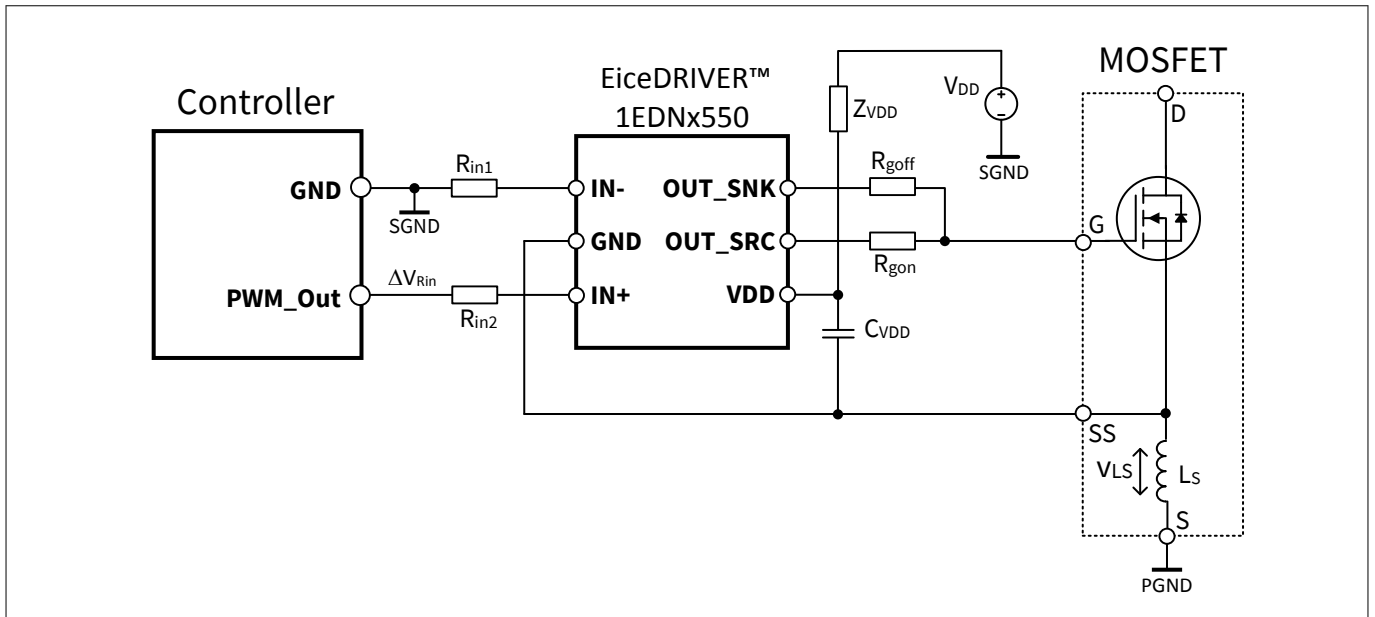 Controller
EiceDRIVER™
1EDNx550
MOSFET
VDD
ZVDD
D
SGND
Rin1
GND
SGND
IN-
OUT_SNK
Rgoff
G
GND
OUT_SRC
Rgon
PWM_Out
ΔVRin
Rin2
IN+
VDD
CVDD
SS
vLS
LS
S
PGND